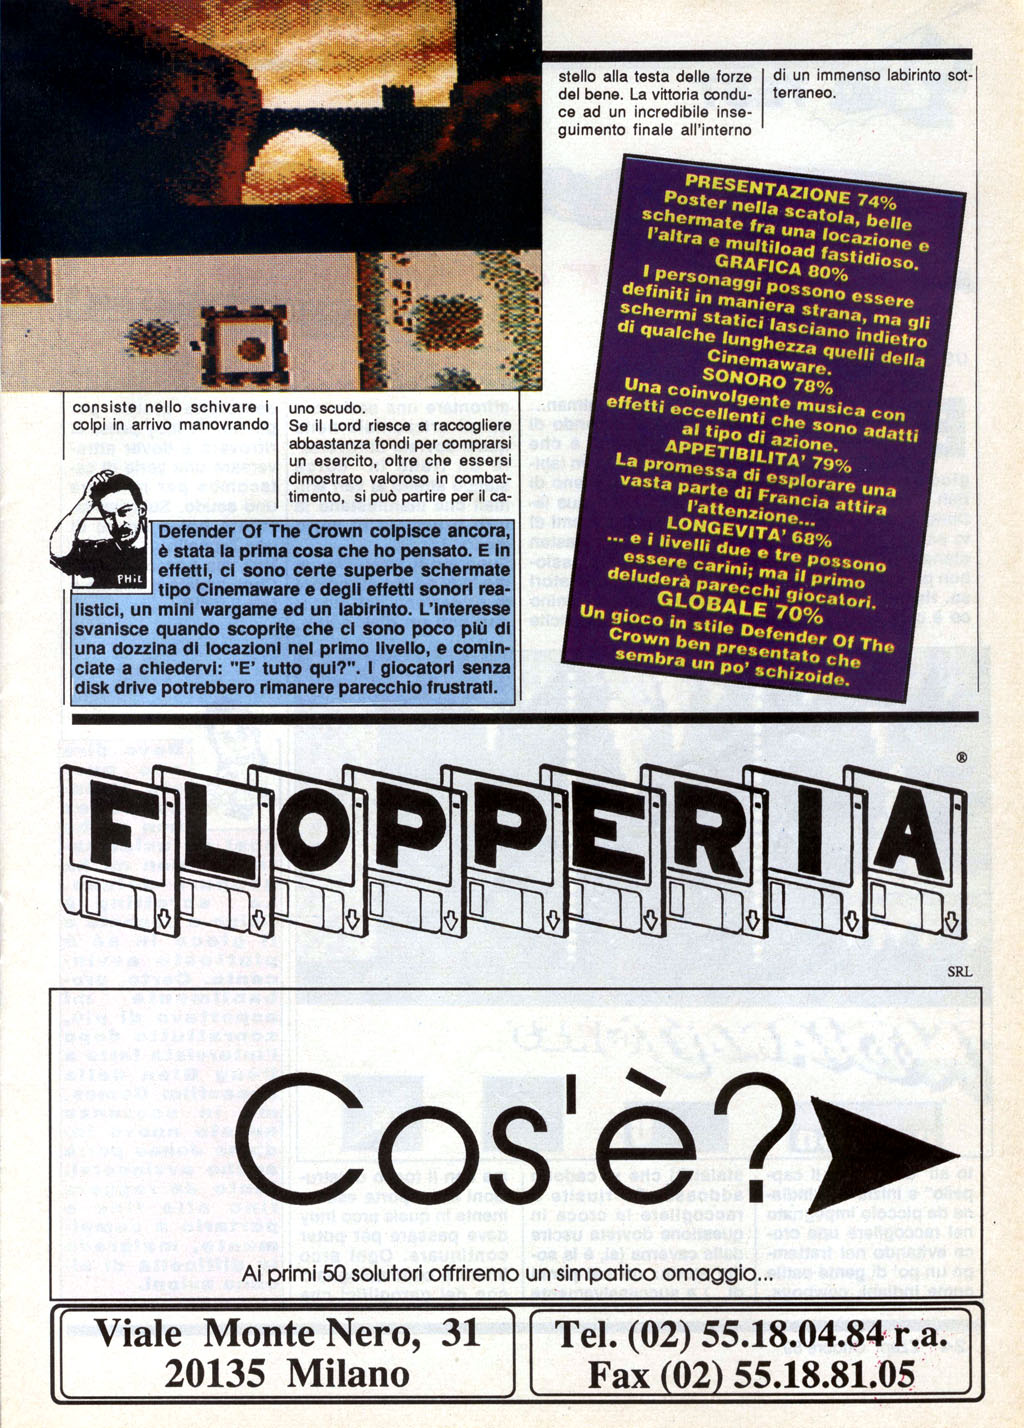 consiste nello schivare i
colpi in arrivo manovrando
uno scudo.
Se il Lord riesce a raccogliere
abbastanza fondi per comprarsi
un esercito, oltre che essersi
dimostrato valoroso in combat-
timento, si può partire per il ca-
stello alla testa delle forze
del bene. La vittoria condu-
ce ad un incredibile inse-
guimento finale all'interno
di un immenso labirinto sot-
terraneo.
PHIL
Defender Of The Crown colpisce ancora,
è stata la prima cosa che ho pensato. E in
effetti, ci sono certe superbe schermate
tipo Cinemaware e degli effetti sonori rea-
listici, un mini wargame ed un labirinto. L'interesse
svanisce quando scoprite che ci sono poco più di
una dozzina di locazioni nel primo livello, e comin-
ciate a chiedervi: "E' tutto qui?". I giocatori senza
disk drive potrebbero rimanere parecchio frustrati.
PRESENTAZIONE 74%
Poster nella scatola, belle
schermate fra una locazione e
l'altra e multiload fastidioso.
GRAFICA 80%
I personaggi possono essere
definiti in maniera strana, ma gli
schermi statici lasciano indietro
di qualche lunghezza quelli della
Cinemaware.
SONORO 78%
Una coinvolgente musica con
effetti eccellenti che sono adatti
al tipo di azione.
APPETIBILITA' 79%
La promessa di esplorare una
vasta parte di Francia attira
l'attenzione...
LONGEVITA' 68%
... e i livelli due e tre possono
essere carini; ma il primo
deluderà parecchi giocatori.
GLOBALE 70%
Un gioco in stile Defender Of The
Crown ben presentato che
sembra un po' schizoide.
FLOPPERIA ®
SRL
Cos'è?
Ai primi 50 solutori offriremo un simpatico omaggio...
Viale Monte Nero, 31
20135 Milano
Tel. (02) 55.18.04.84 r.a.
Fax (02) 55.18.81.05